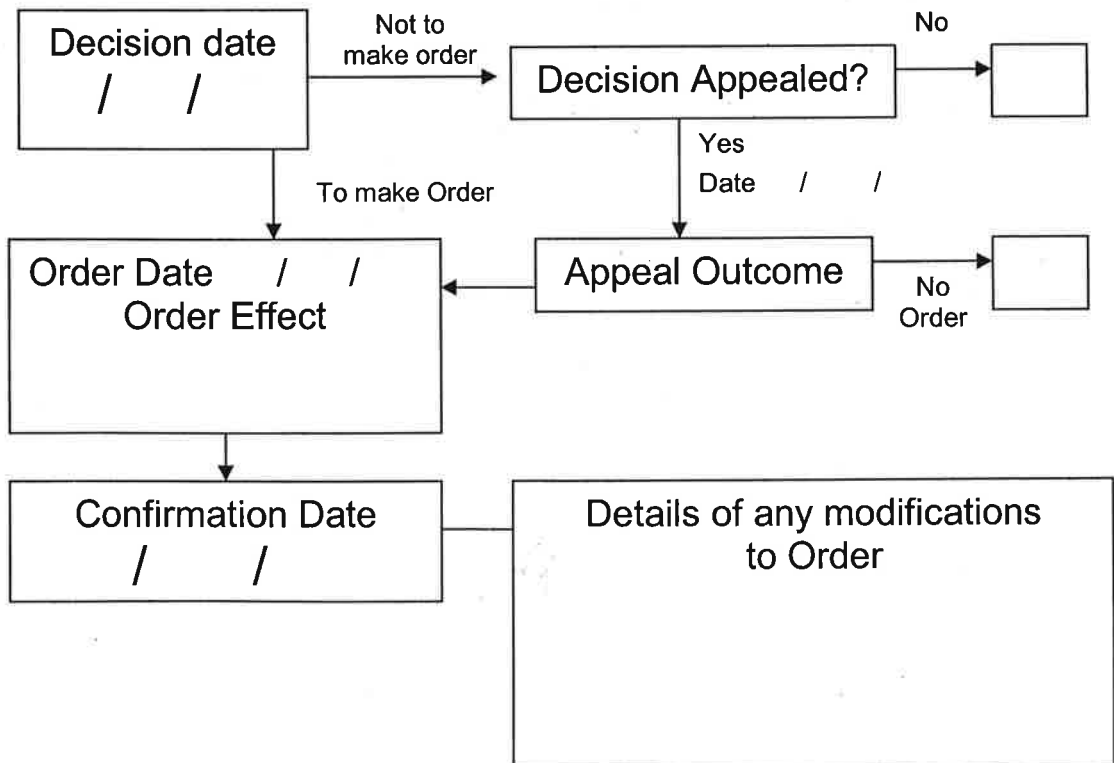 Decision date
/ /
Not to
make order
Decision Appealed?
No
Yes
Date / /
To make Order
Order Date / /
Order Effect
Appeal Outcome
No
Order
Confirmation Date
/ /
Details of any modifications
to Order